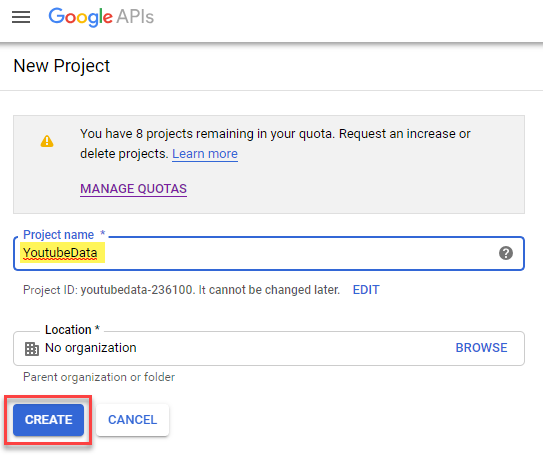 Google APIs
New Project
You have 8 projects remaining in your quota. Request an increase or
delete projects. Learn more
MANAGE QUOTAS
Project name *
YoutubeData
Project ID: youtubedata-236100. It cannot be changed later. EDIT
Location *
No organization BROWSE
Parent organization or folder
CREATE CANCEL